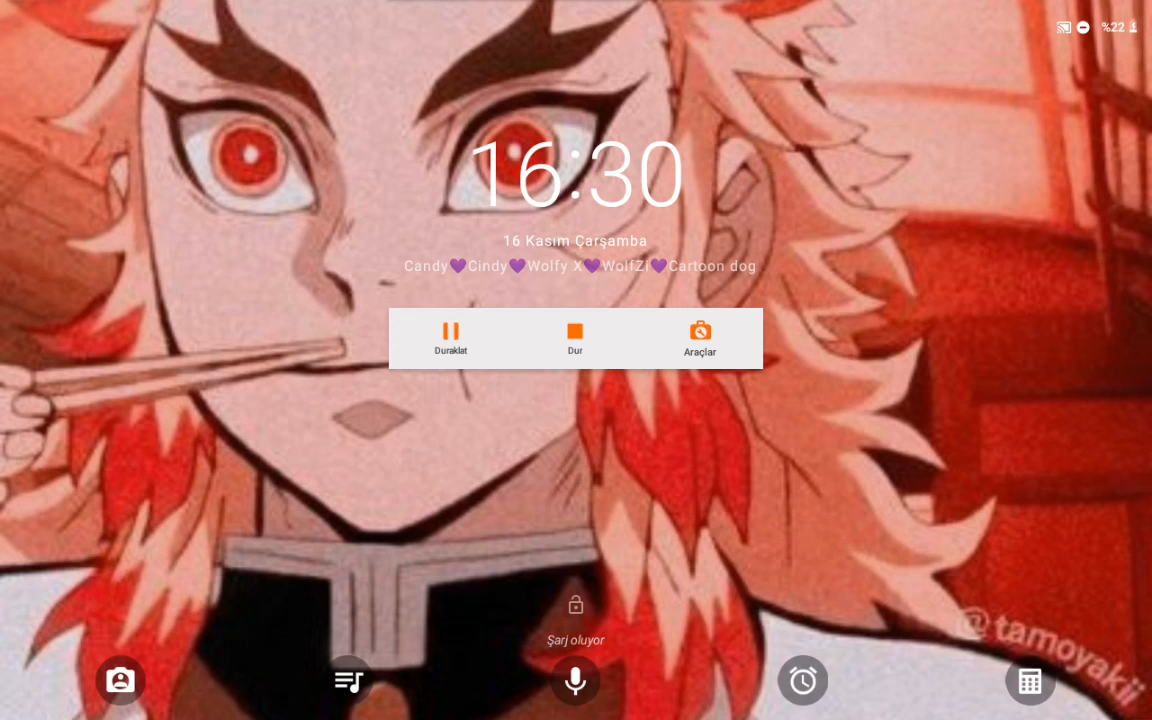 %22
16:30
16 Kasım Çarşamba
Candy💜Cindy💜Wolfy X💜WolfZi💜Cartoon dog
Duraklat Dur Araçlar
Şarj oluyor
@tamoyakii